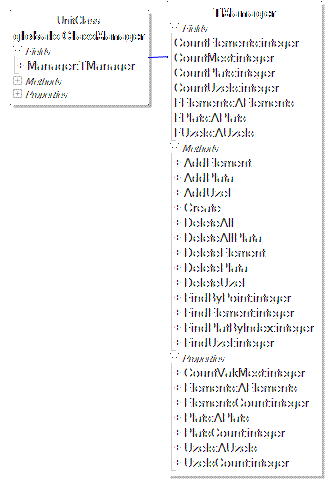 UnitClass
globals::ClassManager
Fields
Manager:TManager
Methods
Properties
TManager
Fields
CountElements:integer
CountMest:integer
CountPlats:integer
CountUzels:integer
FElements:AElements
FPlats:APlats
FUzels:AUzels
Methods
AddElement
AddPlata
AddUzel
Create
DeleteAll
DeleteAllPlata
DeleteElement
DeletePlata
DeleteUzel
FindByPoint:integer
FindElement:integer
FindPlatByIndex:integer
FindUzel:integer
Properties
CountVakMest:integer
Elements:AElements
ElementsCount:integer
Plats:APlats
PlatsCount:integer
Uzels:AUzels
UzelsCount:integer